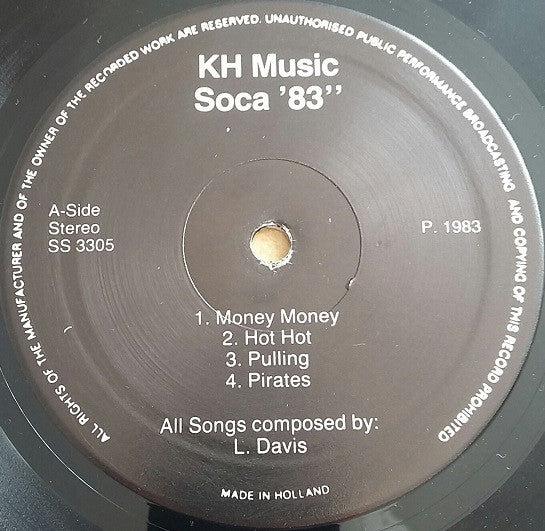 ALL RIGHTS OF THE MANUFACTURER AND OF THE OWNER OF THE RECORDED WORK ARE RESERVED. UNAUTHORISED PUBLIC PERFORMANCE BROADCASTING AND COPYING OF THIS RECORD PROHIBITED
KH Music
Soca '83''
A-Side
Stereo
SS 3305
P. 1983
1. Money Money
2. Hot Hot
3. Pulling
4. Pirates
All Songs composed by:
L. Davis
MADE IN HOLLAND